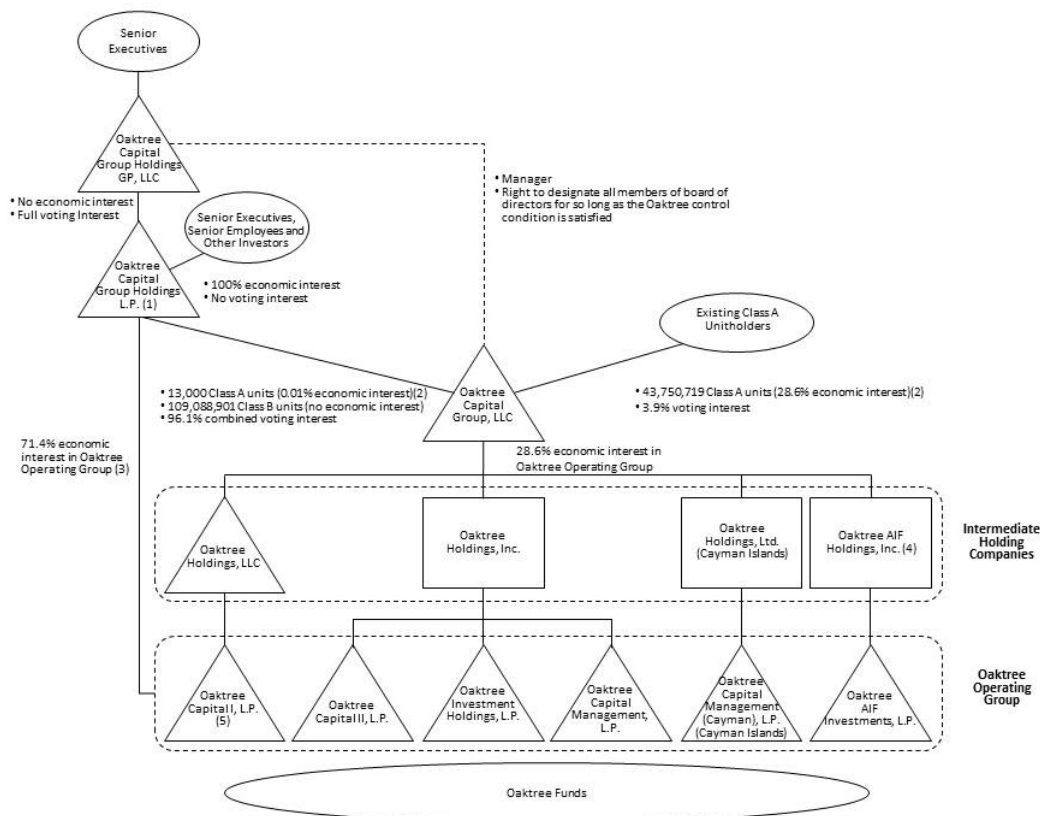 Senior
Executives
Oaktree
Capital
Group Holdings
GP, LLC
• Manager
• Right to designate all members of board of
directors for so long as the Oaktree control
condition is satisfied
• No economic interest
• Full voting Interest
Senior Executives,
Senior Employees and
Other Investors
Oaktree
Capital
Group Holdings
L.P. (1)
• 100% economic interest
• No voting interest
Existing Class A
Unitholders
• 13,000 Class A units (0.01% economic interest)(2)
• 109,088,901 Class B units (no economic interest)
• 96.1% combined voting interest
Oaktree
Capital
Group, LLC
• 43,750,719 Class A units (28.6% economic interest)(2)
• 3.9% voting interest
71.4% economic
interest in Oaktree
Operating Group (3)
28.6% economic interest in
Oaktree Operating Group
Oaktree
Holdings, LLC
Oaktree
Holdings, Inc.
Oaktree
Holdings, Ltd.
(Cayman Islands)
Oaktree AIF
Holdings, Inc. (4)
Intermediate
Holding
Companies
Oaktree
Capital II, L.P.
(5)
Oaktree
Capital III, L.P.
Oaktree
Investment
Holdings, L.P.
Oaktree
Capital
Management,
L.P.
Oaktree
Capital
Management
(Cayman), L.P.
(Cayman Islands)
Oaktree
AIF
Investments, L.P.
Oaktree
Operating
Group
Oaktree Funds